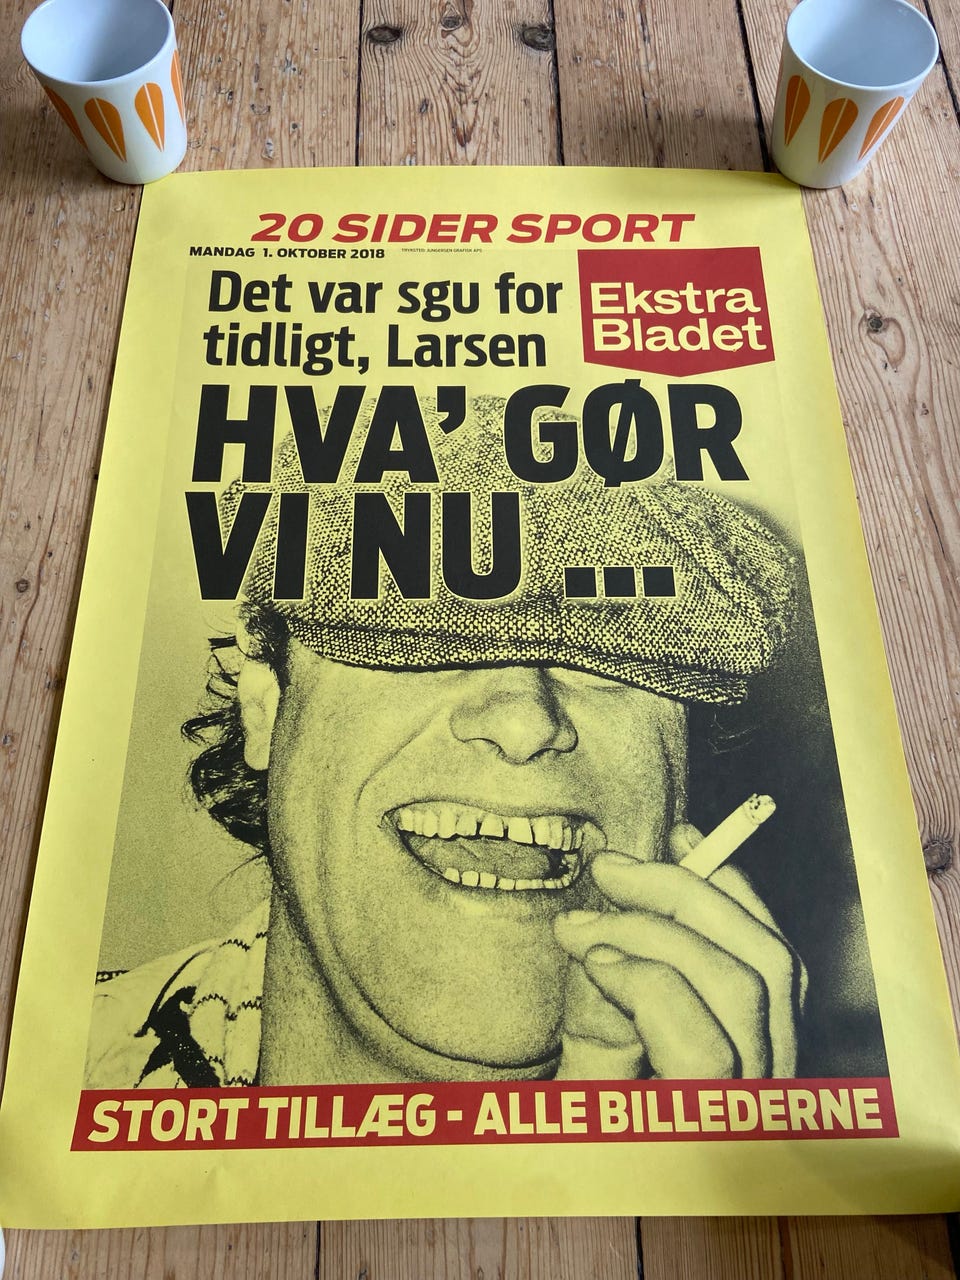 20 SIDER SPORT
MANDAG 1. OKTOBER 2018 TRYKSTED: JUNGERSEN GRAFISK APS
Det var sgu for
tidligt, Larsen
Ekstra
Bladet
HVA' GØR
VI NU ...
STORT TILLÆG - ALLE BILLEDERNE